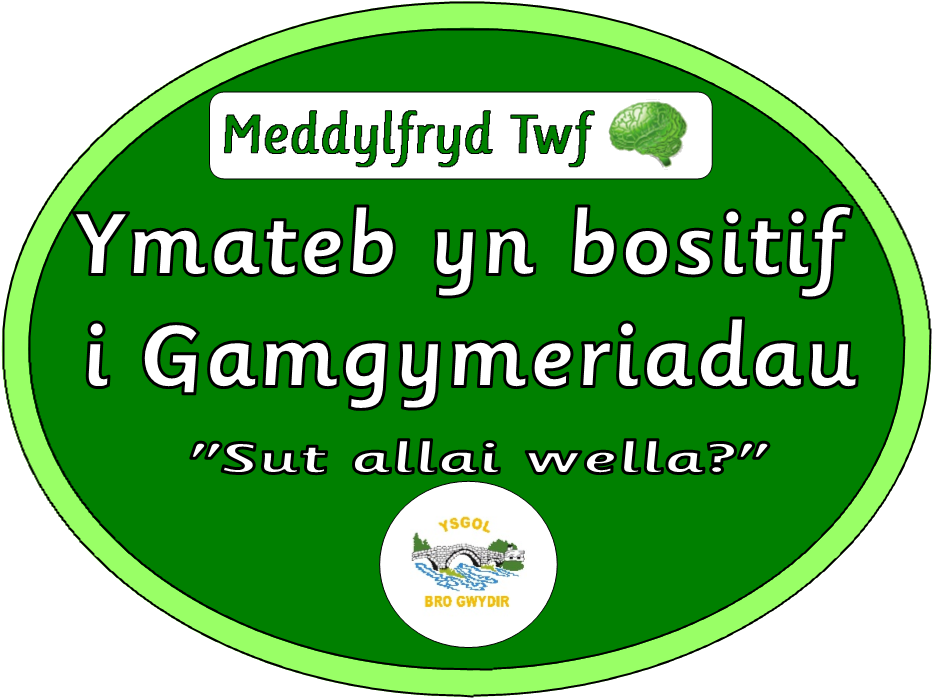 Meddylfryd Twf
Ymateb yn bositif
i Gamgymeriadau
"Sut allai wella?"
YSGOL
BRO GWYDIR